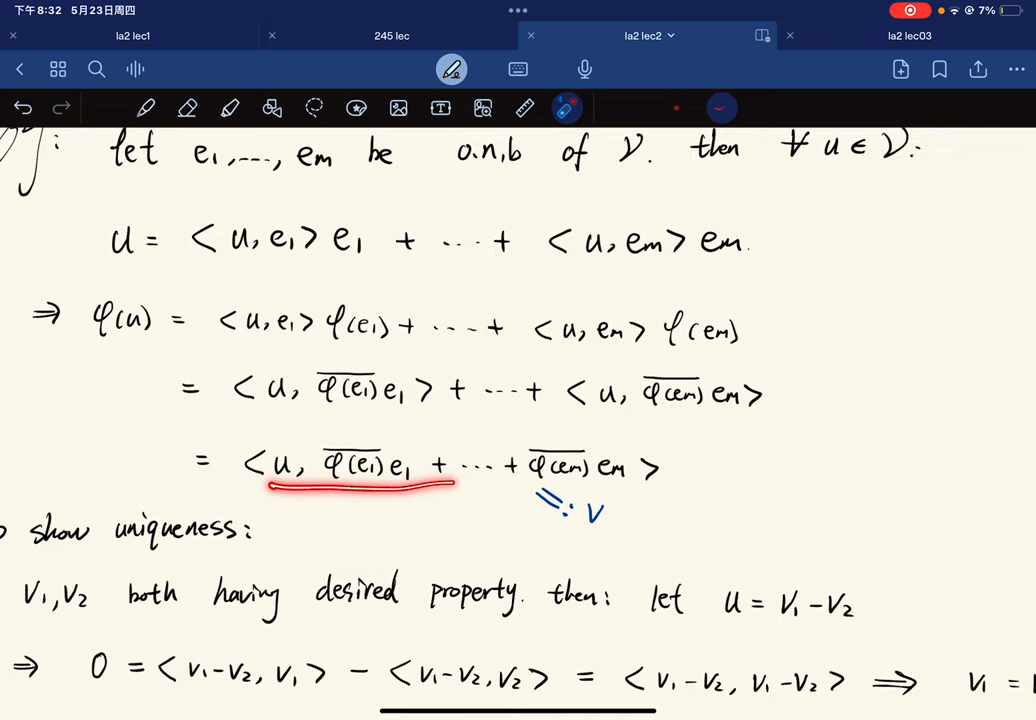 下午8:32 5月23日周四
7%
la2 lec1
245 lec
la2 lec2
la2 lec03
: let e₁,---, em be o.n.b of V. then ∀ u ∈ V:
u = < u, e₁> e₁ + ... + < u, em> em.
⇒ φ(u) = < u, e₁> φ(e₁) + ---- + < u, em > φ(em)
= < u, \overline{φ(e₁)} e₁ > + ... + < u, \overline{φ(em)} em >
= < u, \overline{φ(e₁)} e₁ + ... + \overline{φ(em)} em >
=: v
show uniqueness:
V₁, V₂ both having desired property. then: let u = V₁ - V₂
⇒ 0 = < V₁-V₂, V₁ > - < V₁-V₂, V₂ > = < V₁-V₂, V₁-V₂ > ⟹ V₁ =